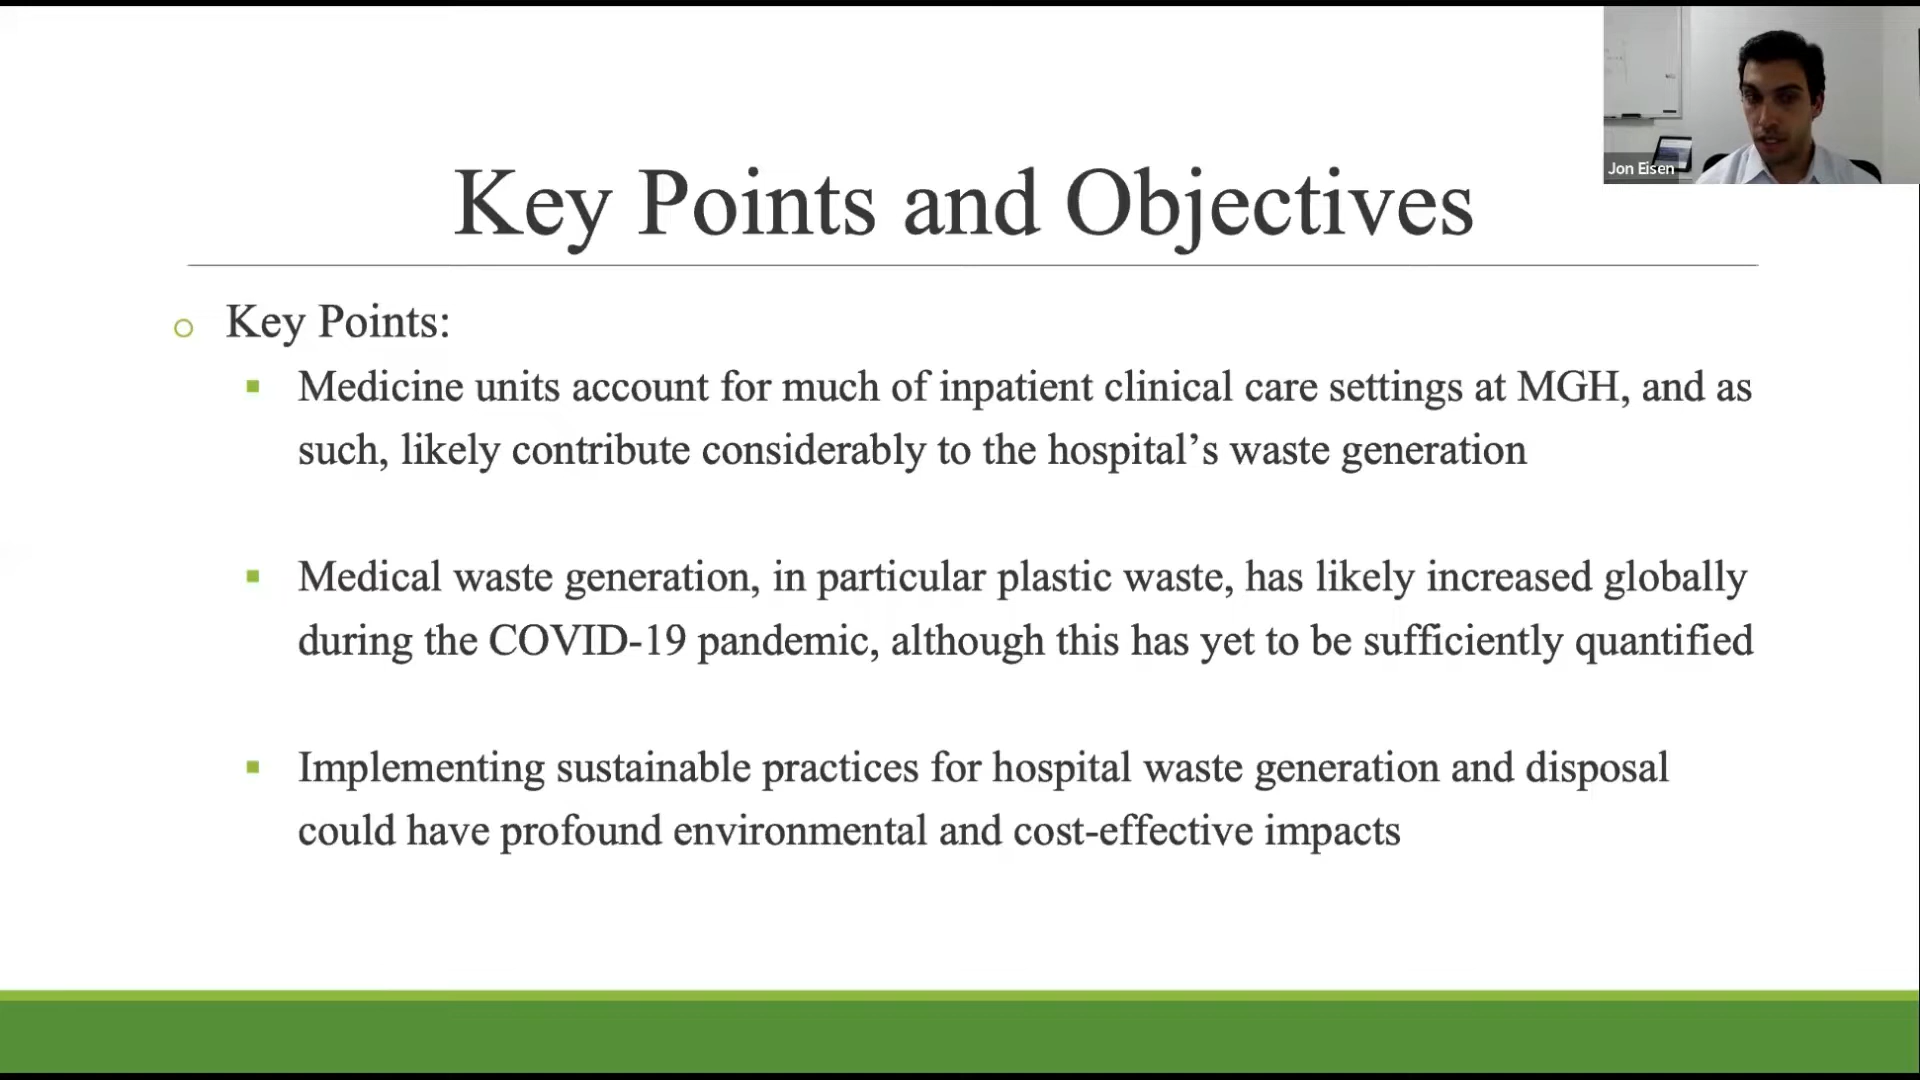 Jon Eisen
Key Points and Objectives
Key Points:
Medicine units account for much of inpatient clinical care settings at MGH, and as
such, likely contribute considerably to the hospital’s waste generation
Medical waste generation, in particular plastic waste, has likely increased globally
during the COVID-19 pandemic, although this has yet to be sufficiently quantified
Implementing sustainable practices for hospital waste generation and disposal
could have profound environmental and cost-effective impacts